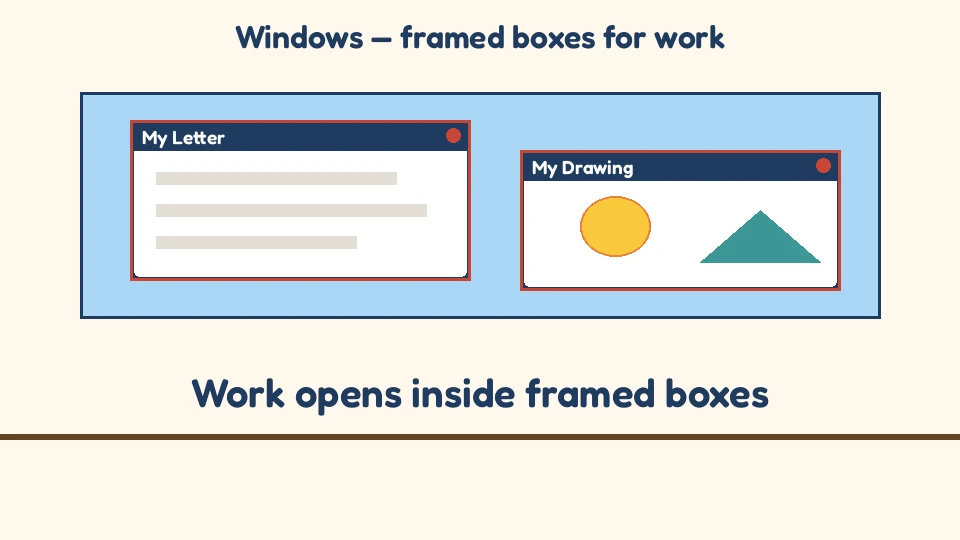 Windows — framed boxes for work
My Letter
My Drawing
Work opens inside framed boxes